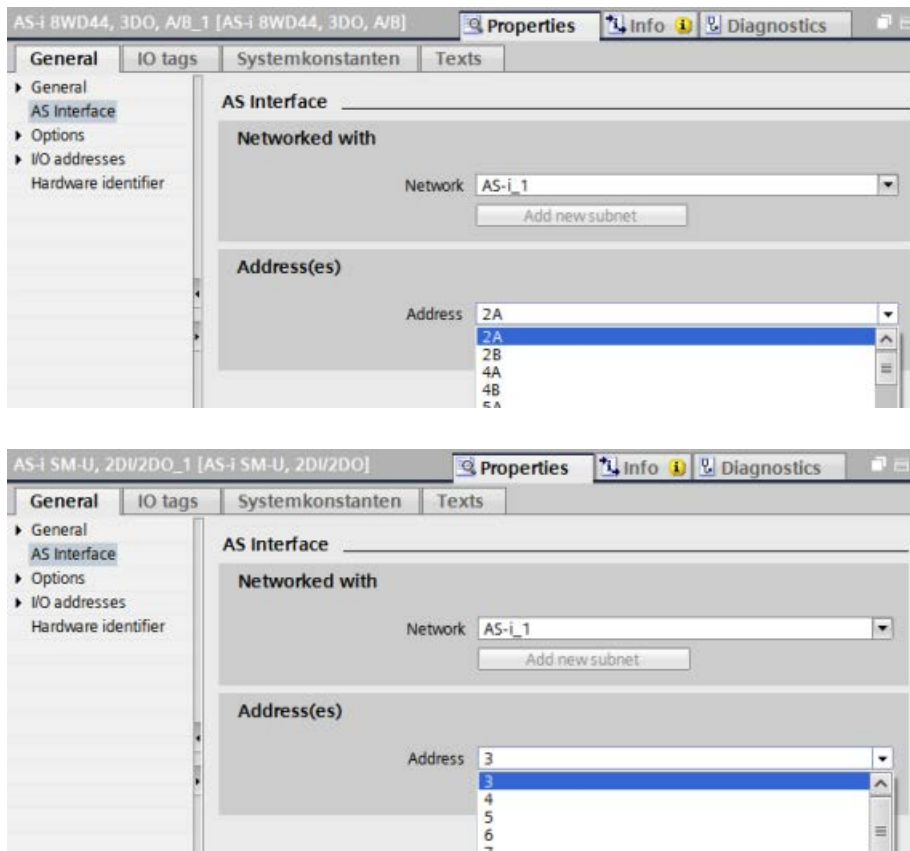 AS-i 8WD44, 3DO, A/B_1 [AS-i 8WD44, 3DO, A/B]
Properties
Info
Diagnostics
General
IO tags
Systemkonstanten
Texts
General
AS Interface
Options
I/O addresses
Hardware identifier
AS Interface
Networked with
Network AS-i_1
Add new subnet
Address(es)
Address 2A
2A
2B
4A
4B
5A
AS-i SM-U, 2DI/2DO_1 [AS-i SM-U, 2DI/2DO]
Properties
Info
Diagnostics
General
IO tags
Systemkonstanten
Texts
General
AS Interface
Options
I/O addresses
Hardware identifier
AS Interface
Networked with
Network AS-i_1
Add new subnet
Address(es)
Address 3
3
4
5
6
7